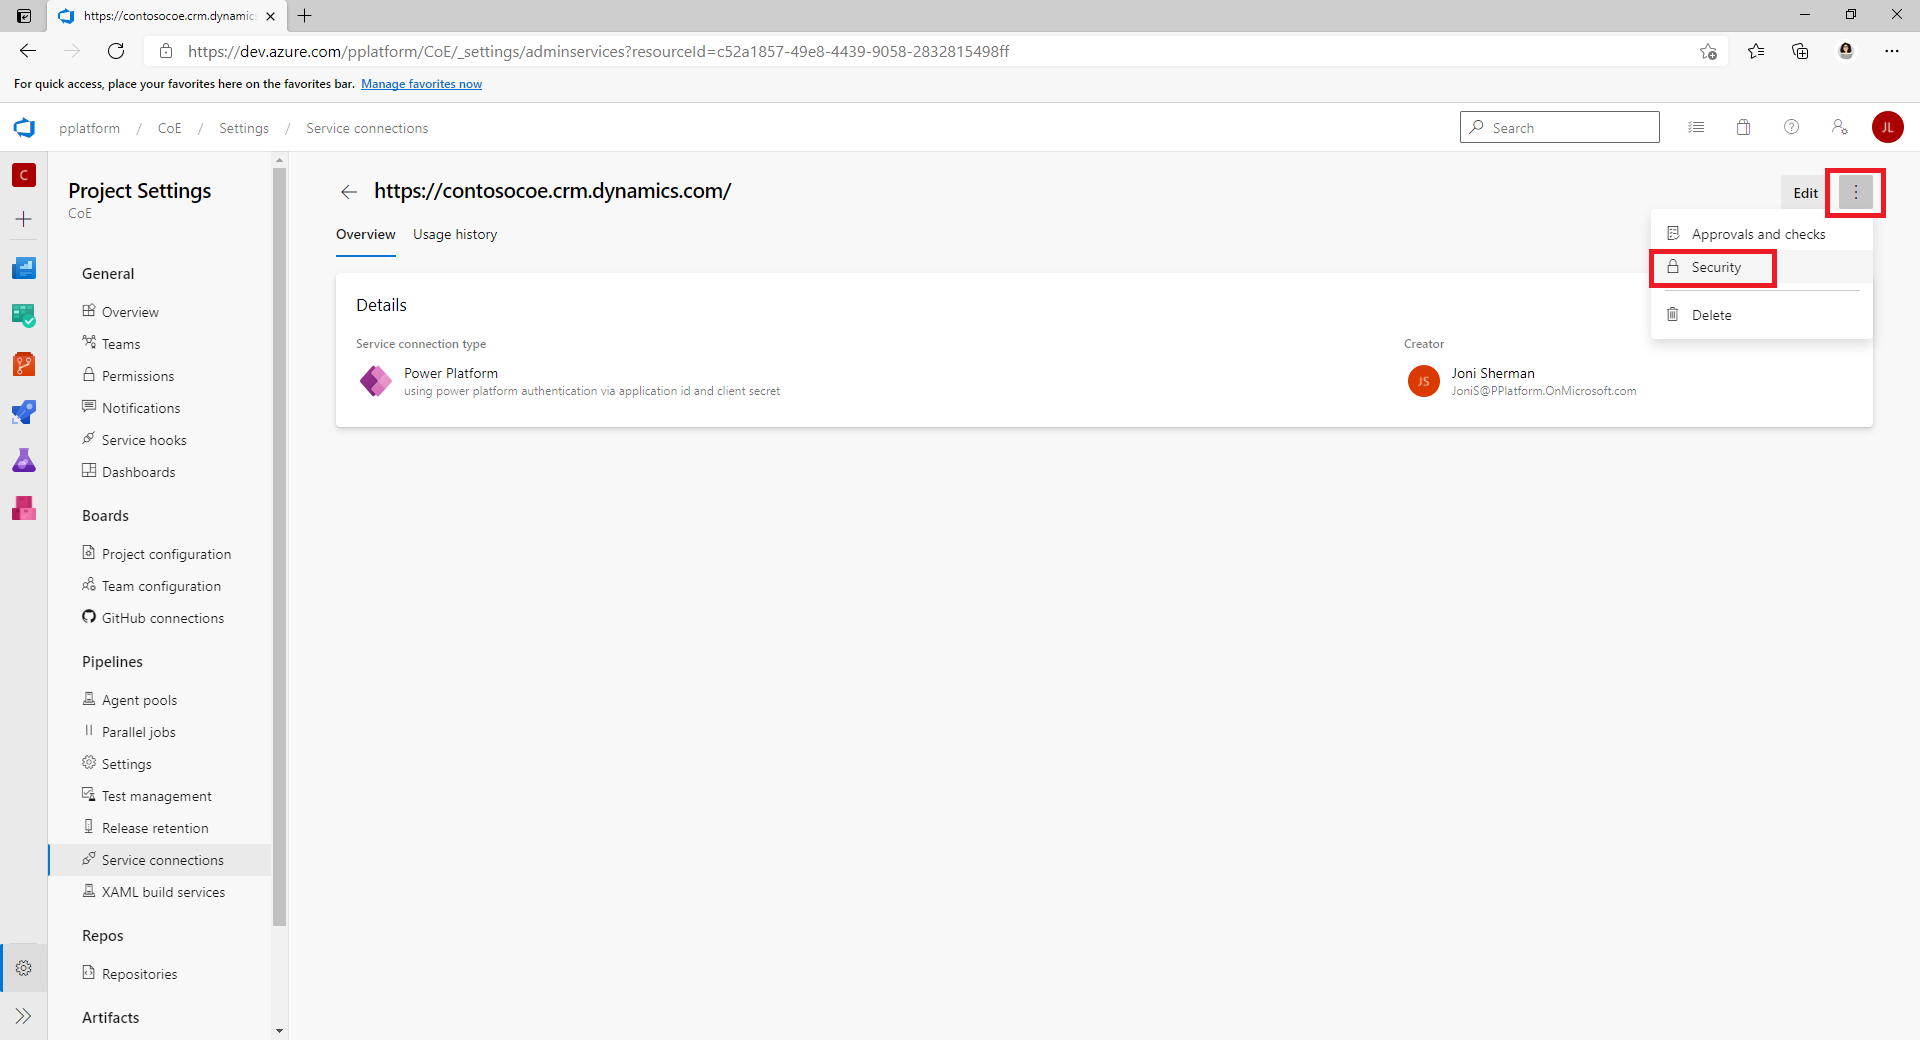 https://contosocoe.crm.dynamics
https://dev.azure.com/pplatform/CoE/_settings/adminservices?resourceId=c52a1857-49e8-4439-9058-2832815498ff
For quick access, place your favorites here on the favorites bar. Manage favorites now
pplatform / CoE / Settings / Service connections
Search
JL
C
Project Settings
CoE
General
Overview
Teams
Permissions
Notifications
Service hooks
Dashboards
Boards
Project configuration
Team configuration
GitHub connections
Pipelines
Agent pools
Parallel jobs
Settings
Test management
Release retention
Service connections
XAML build services
Repos
Repositories
Artifacts
https://contosocoe.crm.dynamics.com/
Edit
Overview Usage history
Approvals and checks
Security
Delete
Details
Service connection type
Power Platform
using power platform authentication via application id and client secret
Creator
JS
Joni Sherman
JoniS@PPlatform.OnMicrosoft.com